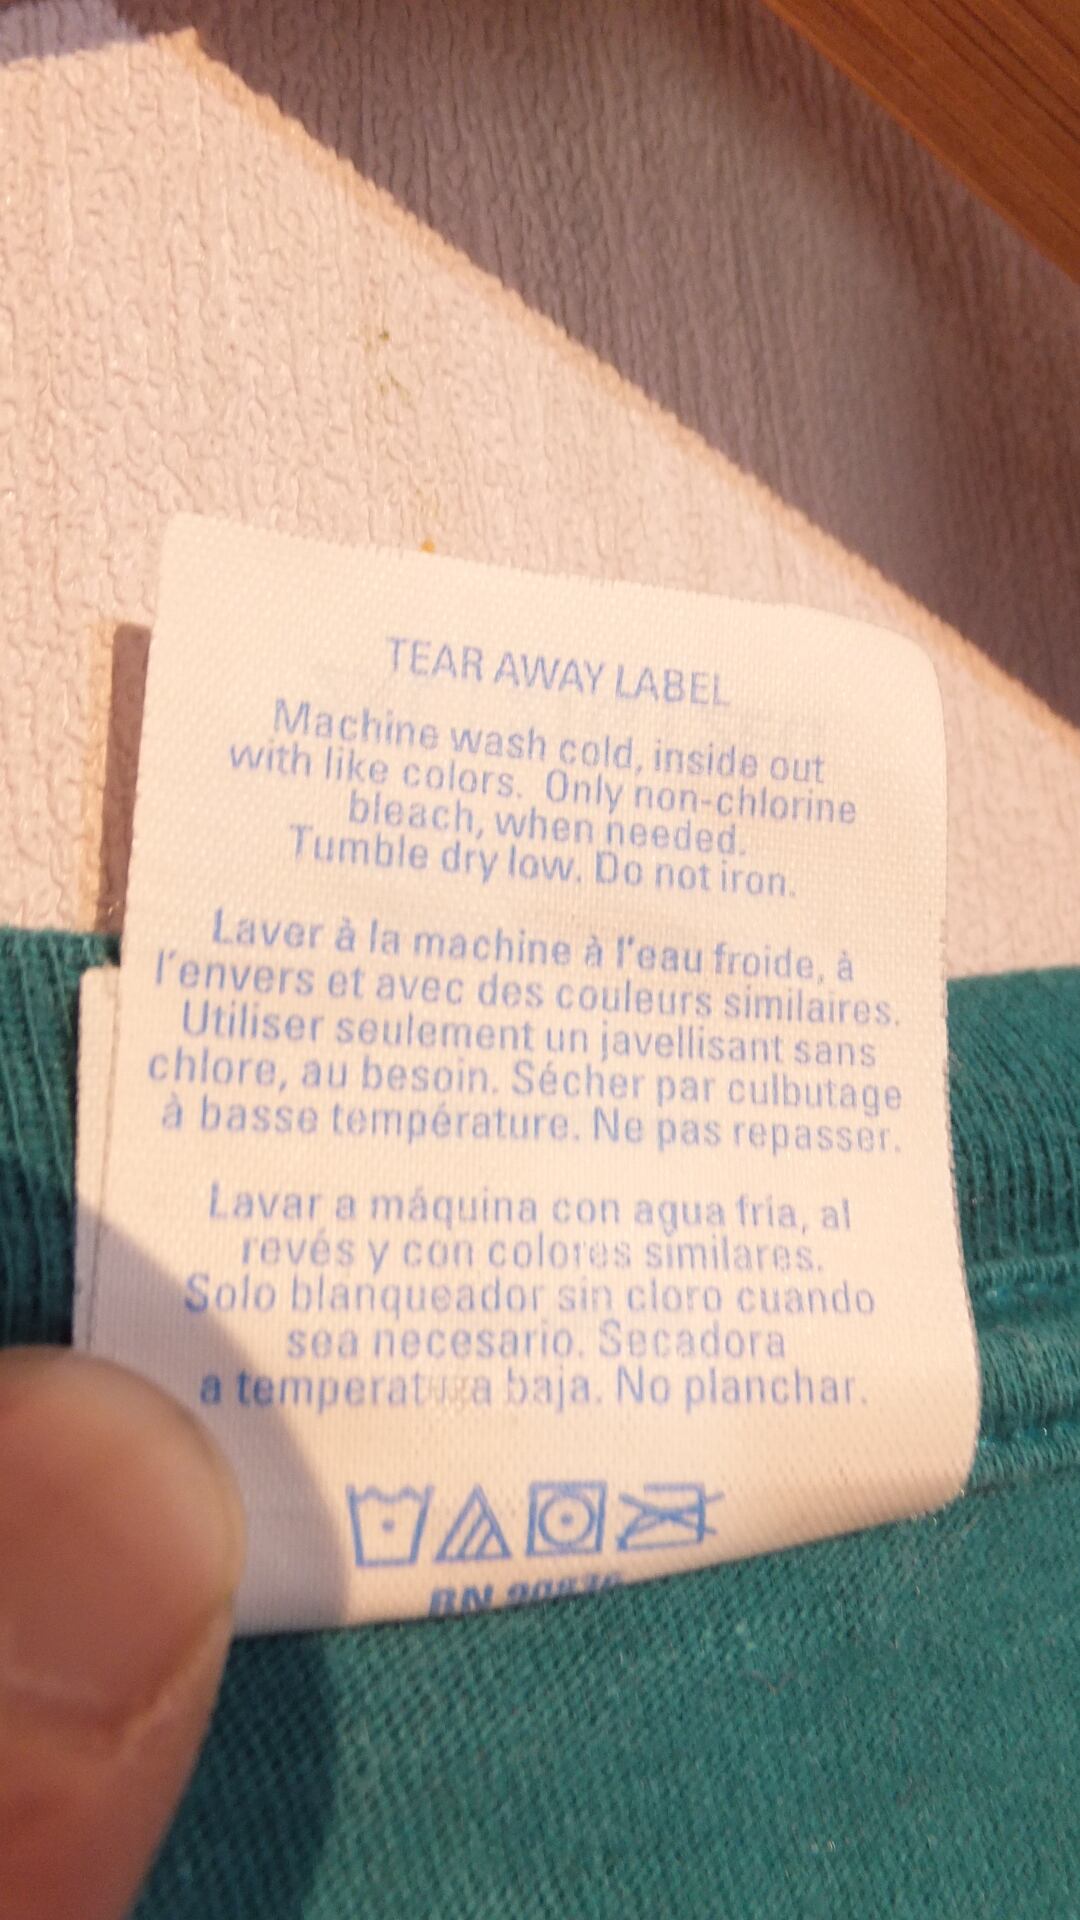 TEAR AWAY LABEL
Machine wash cold, inside out
with like colors. Only non-chlorine
bleach, when needed.
Tumble dry low. Do not iron.
Laver à la machine à l'eau froide, à
l'envers et avec des couleurs similaires.
Utiliser seulement un javellisant sans
chlore, au besoin. Sécher par culbutage
à basse température. Ne pas repasser.
Lavar a máquina con agua fría, al
revés y con colores similares.
Solo blanqueador sin cloro cuando
sea necesario. Secadora
a temperatura baja. No planchar.
RN